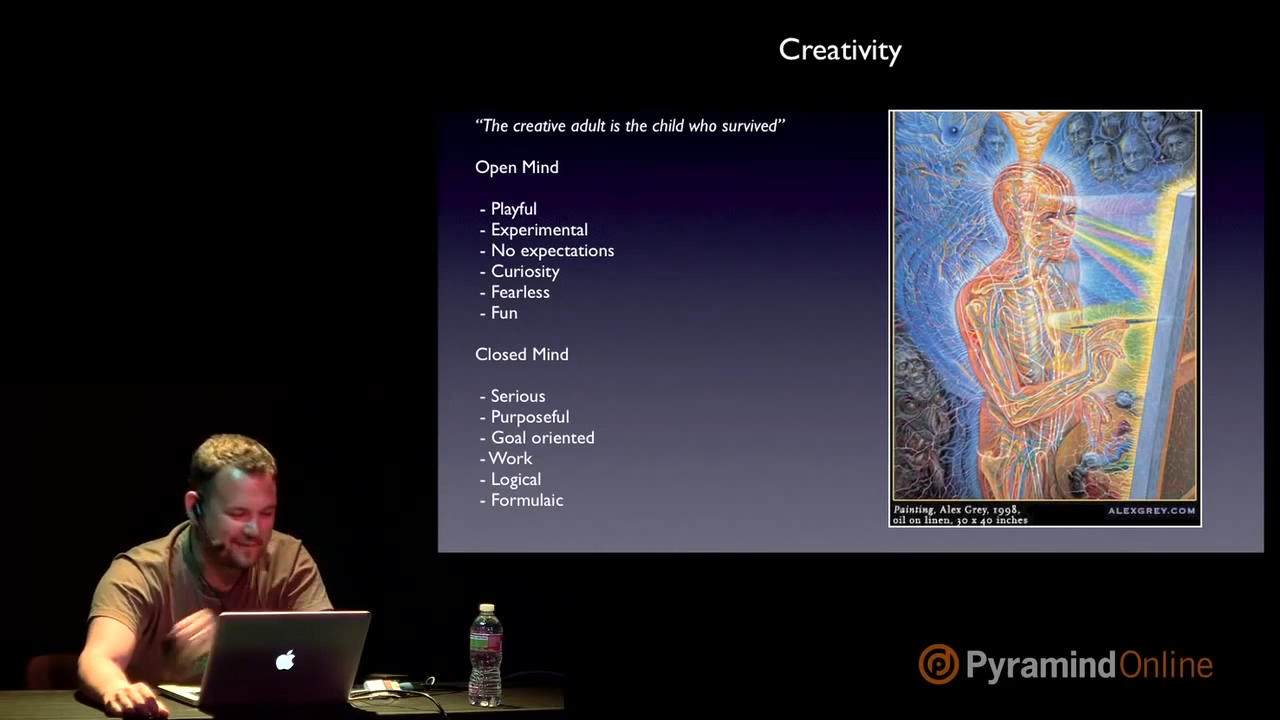 Creativity
“The creative adult is the child who survived”
Open Mind
- Playful
- Experimental
- No expectations
- Curiosity
- Fearless
- Fun
Closed Mind
- Serious
- Purposeful
- Goal oriented
- Work
- Logical
- Formulaic
Painting, Alex Grey, 1998,
oil on linen, 30 x 40 inches
ALEXGREY.COM
PyramindOnline